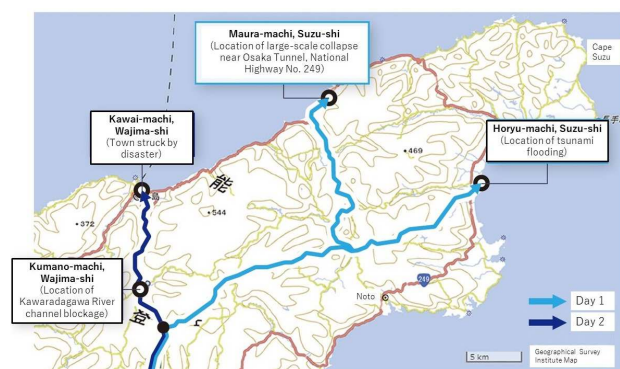 Maura-machi, Suzu-shi
(Location of large-scale collapse
near Osaka Tunnel, National
Highway No. 249)
Cape
Suzu
Kawai-machi,
Wajima-shi
(Town struck by
disaster)
Horyu-machi, Suzu-shi
(Location of tsunami
flooding)
469
能
544
372
Kumano-machi,
Wajima-shi
(Location of
Kawaradagawa River
channel blockage)
249
Noto
Day 1
Day 2
5 km
Geographical Survey
Institute Map